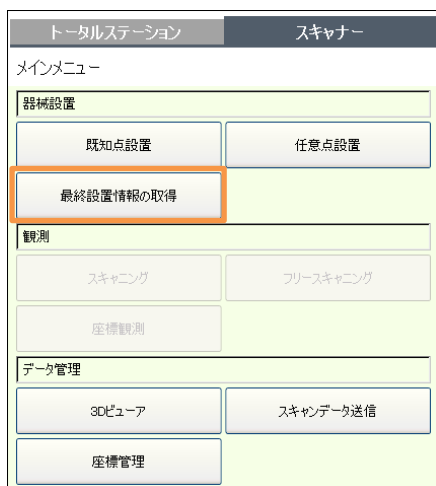 トータルステーション スキャナー
メインメニュー
器械設置
既知点設置 任意点設置
最終設置情報の取得
観測
スキャニング フリースキャニング
座標観測
データ管理
3Dビューア スキャンデータ送信
座標管理